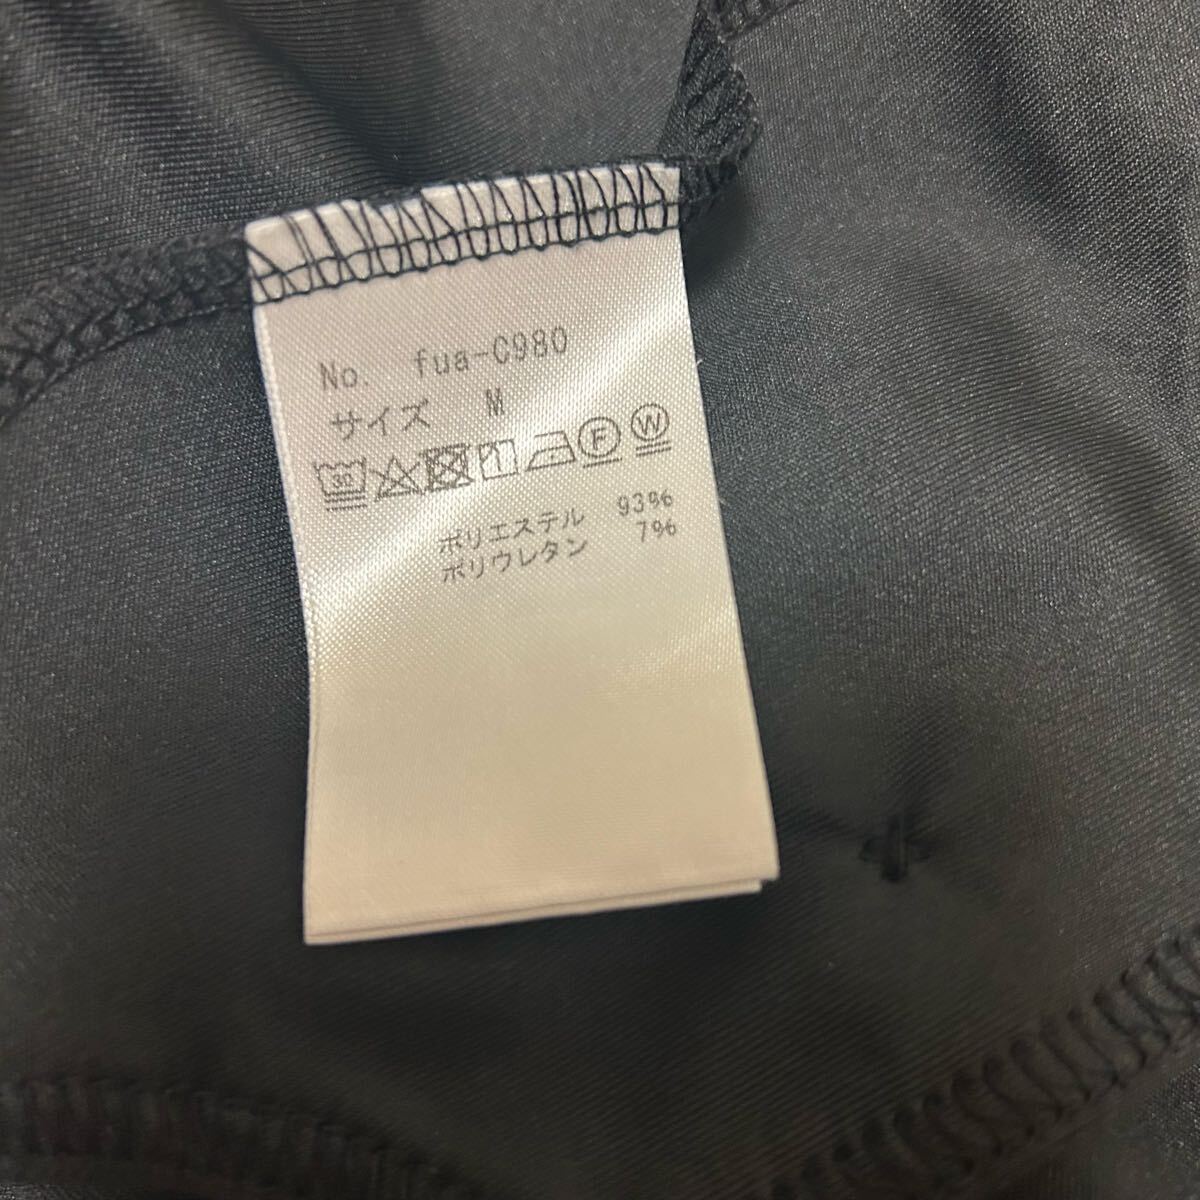 No. fua-C980
サイズ M
30 F W
ポリエステル 93%
ポリウレタン 7%